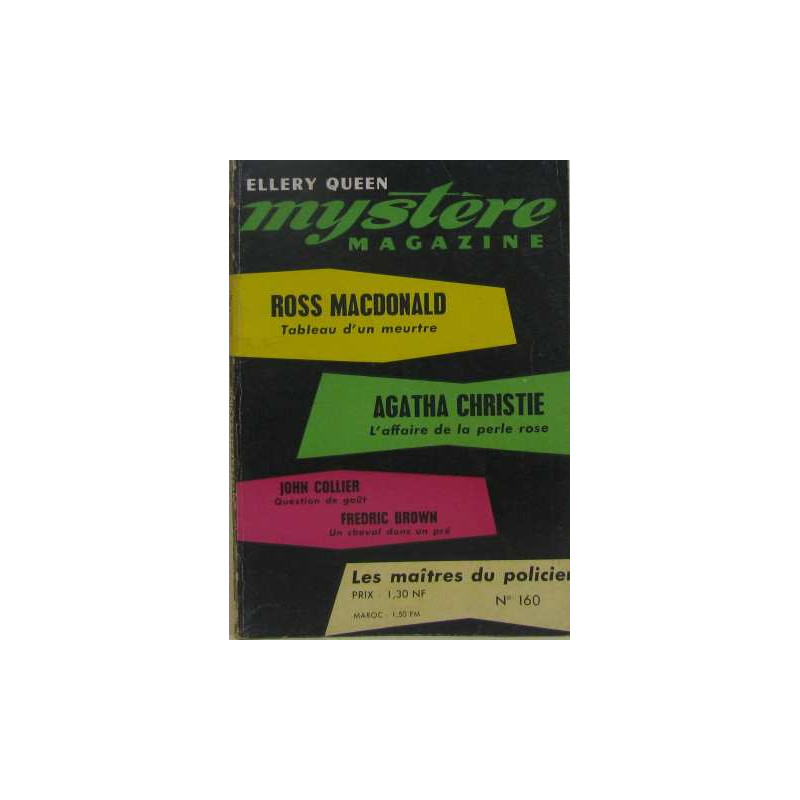 ELLERY QUEEN
mystère
MAGAZINE
ROSS MACDONALD
Tableau d'un meurtre
AGATHA CHRISTIE
L'affaire de la perle rose
JOHN COLLIER
Question de goût
FREDRIC BROWN
Un cheval dans un pré
Les maîtres du policier
PRIX - 1,30 NF
N° 160
MAROC - 1,50 FM